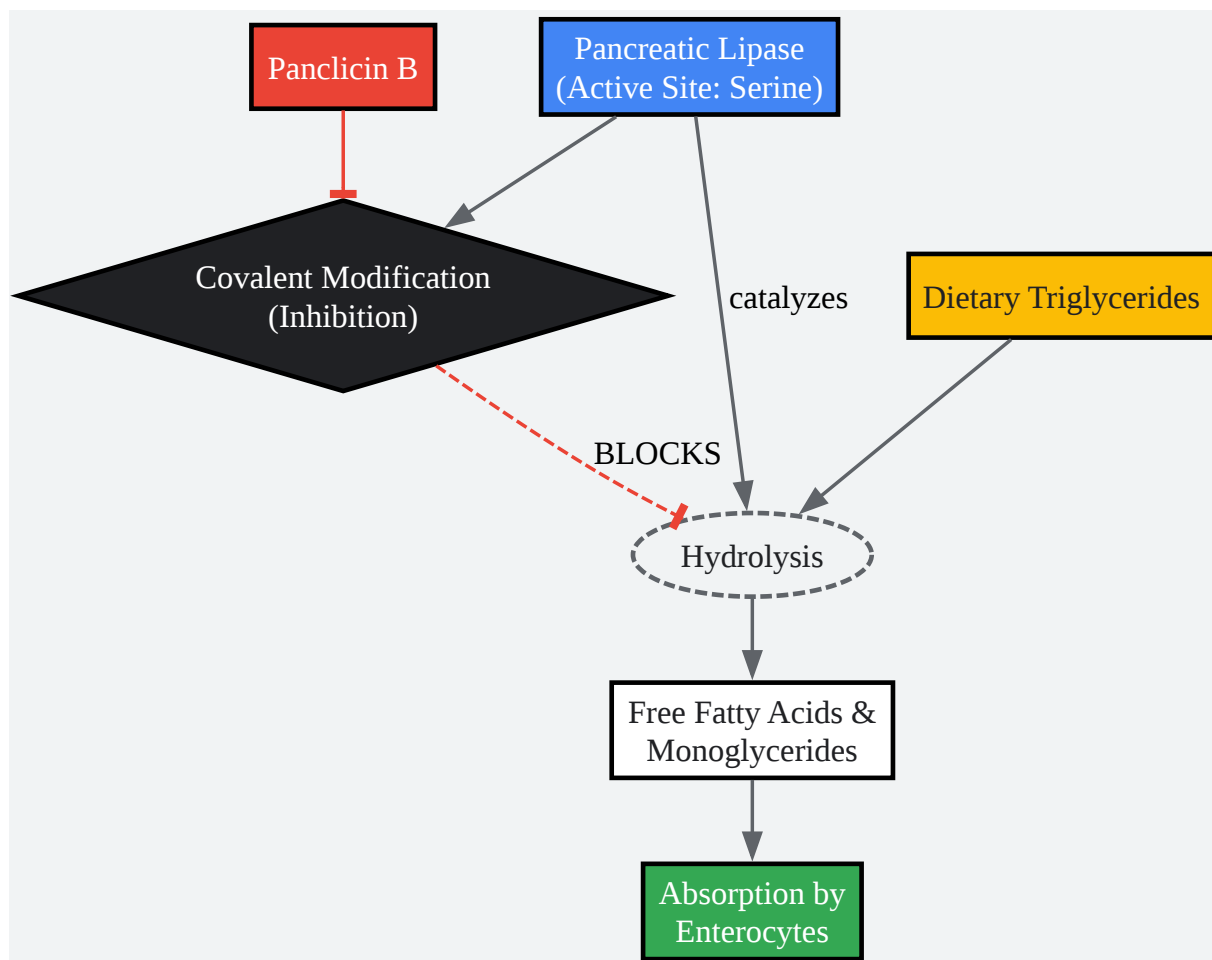 Panclicin B
Pancreatic Lipase
(Active Site: Serine)
Covalent Modification
(Inhibition)
catalyzes
Dietary Triglycerides
BLOCKS
Hydrolysis
Free Fatty Acids &
Monoglycerides
Absorption by
Enterocytes